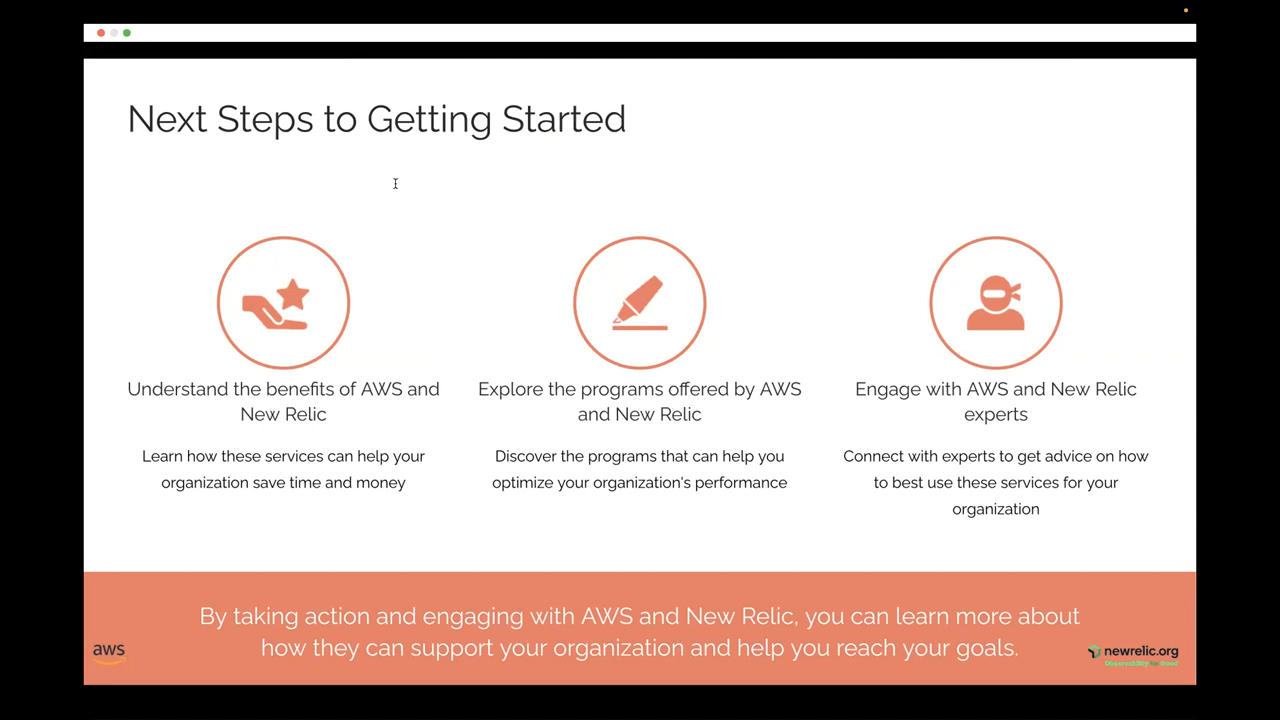 Next Steps to Getting Started
Understand the benefits of AWS and
New Relic
Learn how these services can help your
organization save time and money
Explore the programs offered by AWS
and New Relic
Discover the programs that can help you
optimize your organization's performance
Engage with AWS and New Relic
experts
Connect with experts to get advice on how
to best use these services for your
organization
By taking action and engaging with AWS and New Relic, you can learn more about
how they can support your organization and help you reach your goals.
aws
newrelic.org
Observability for Good